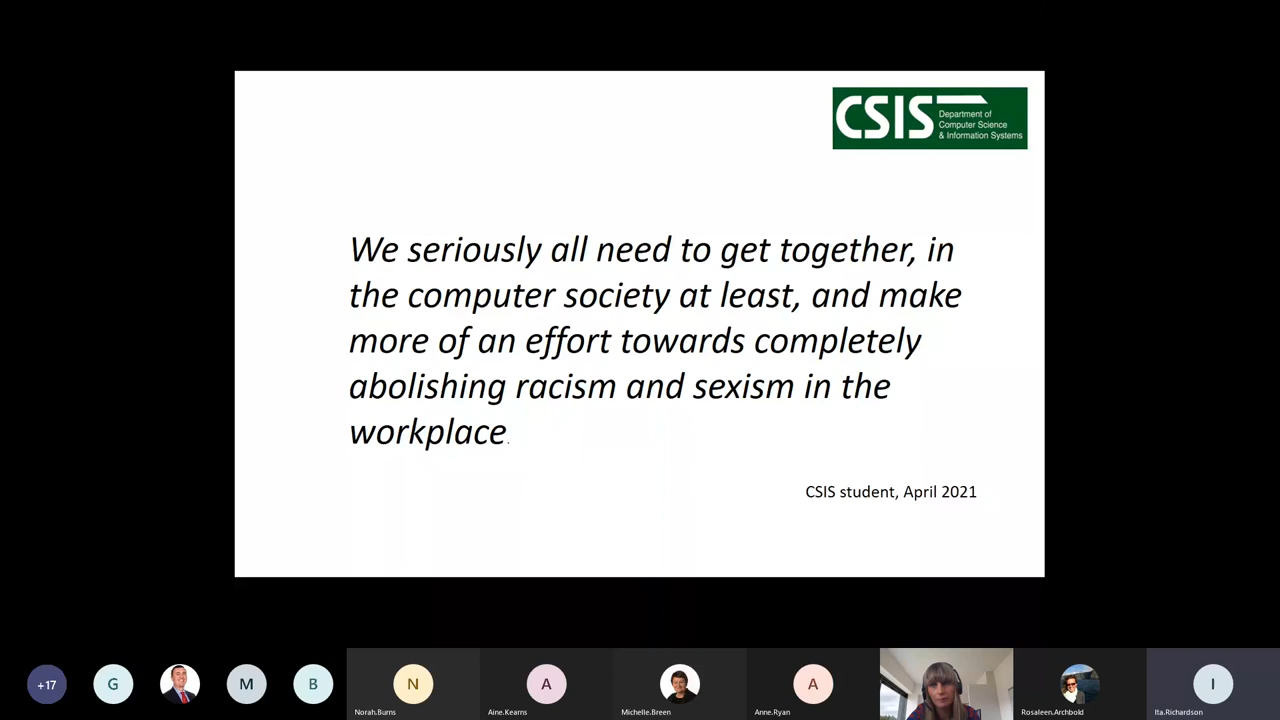 CSIS
Department of
Computer Science
& Information Systems
We seriously all need to get together, in
the computer society at least, and make
more of an effort towards completely
abolishing racism and sexism in the
workplace.
CSIS student, April 2021
+17
G
M
B
N
A
A
I
Norah.Burns
Aine.Kearns
Michelle.Breen
Anne.Ryan
Rosaleen.Archbold
Ita.Richardson